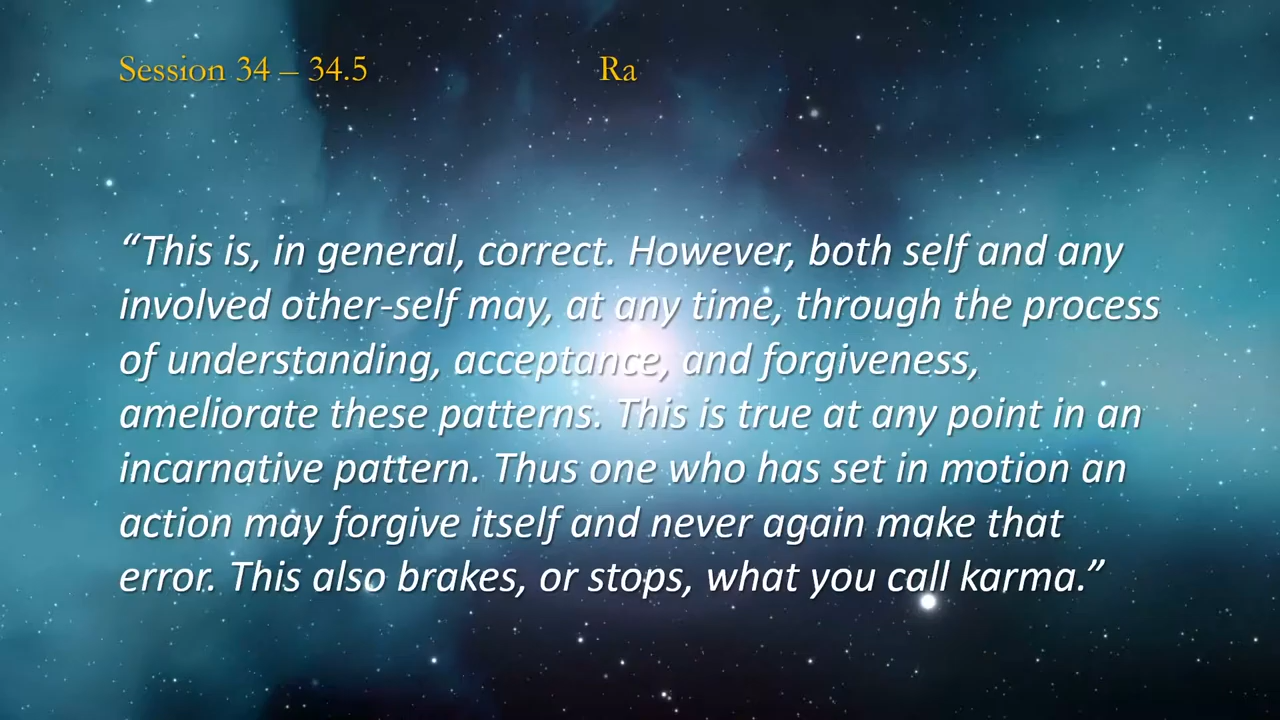 Session 34 – 34.5 Ra
“This is, in general, correct. However, both self and any
involved other-self may, at any time, through the process
of understanding, acceptance, and forgiveness,
ameliorate these patterns. This is true at any point in an
incarnative pattern. Thus one who has set in motion an
action may forgive itself and never again make that
error. This also brakes, or stops, what you call karma.”